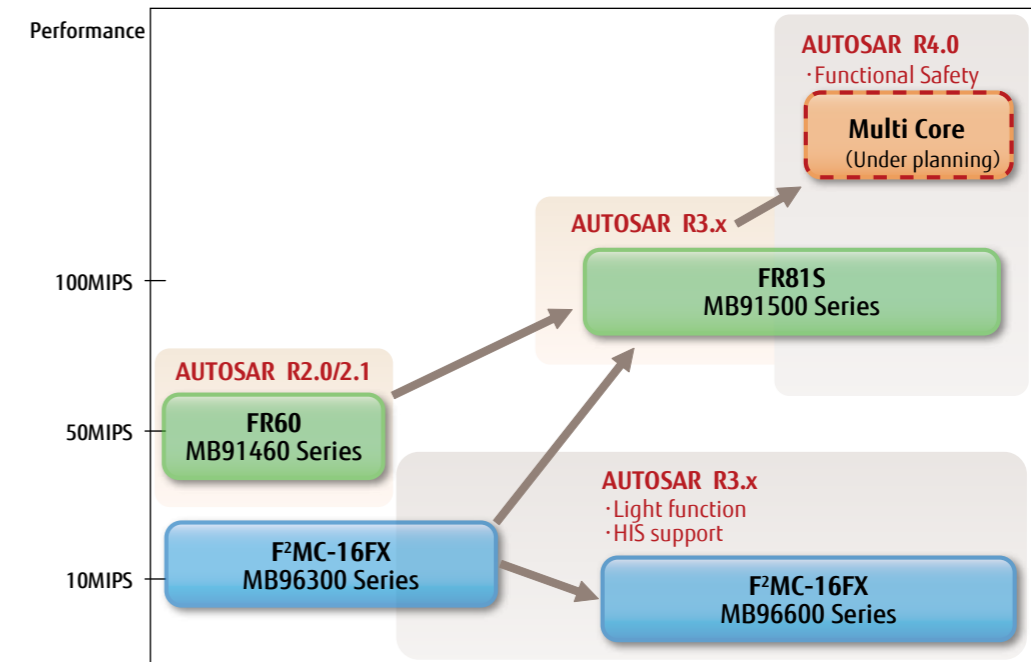 Performance
AUTOSAR R4.0
·Functional Safety
Multi Core
(Under planning)
AUTOSAR R3.x
100MIPS
FR81S
MB91500 Series
AUTOSAR R2.0/2.1
FR60
MB91460 Series
50MIPS
AUTOSAR R3.x
·Light function
·HIS support
F²MC-16FX
MB96300 Series
10MIPS
F²MC-16FX
MB96600 Series